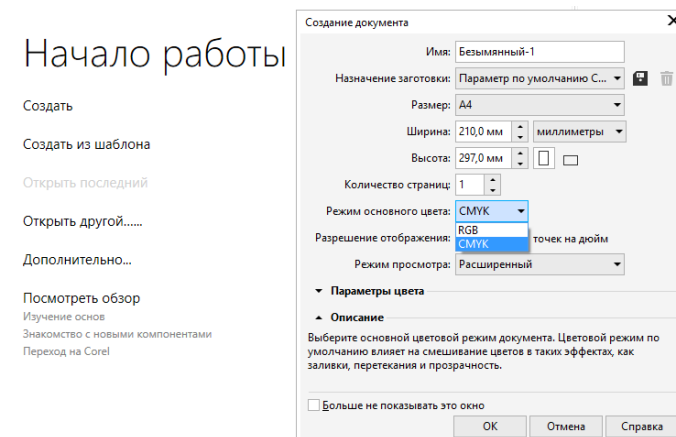 Начало работы
Создать
Создать из шаблона
Открыть последний
Открыть другой......
Дополнительно...
Посмотреть обзор
Изучение основ
Знакомство с новыми компонентами
Переход на Corel
Создание документа
Имя: Безымянный-1
Назначение заготовки: Параметр по умолчанию C...
Размер: A4
Ширина: 210,0 мм миллиметры
Высота: 297,0 мм
Количество страниц: 1
Режим основного цвета: CMYK
RGB
CMYK
Разрешение отображения: точек на дюйм
Режим просмотра: Расширенный
Параметры цвета
Описание
Выберите основной цветовой режим документа. Цветовой режим по
умолчанию влияет на смешивание цветов в таких эффектах, как
заливки, перетекания и прозрачность.
Больше не показывать это окно
ОК Отмена Справка